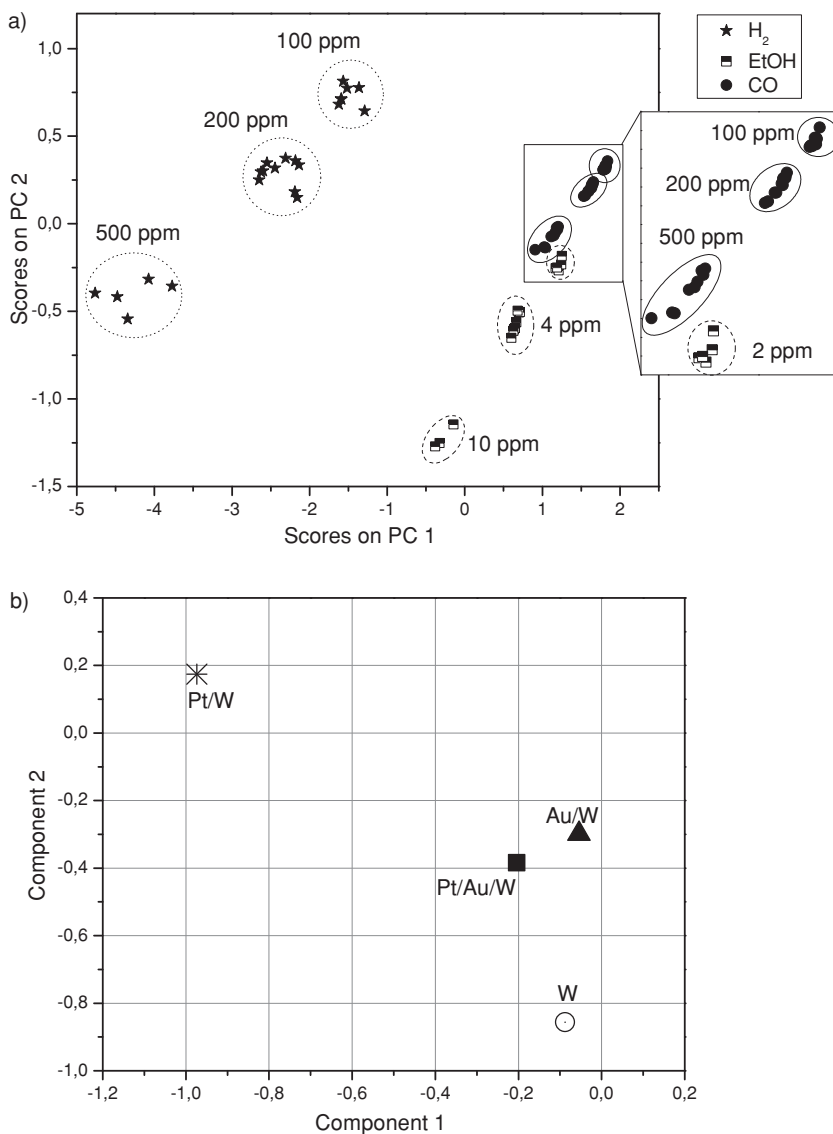 a)
H2
EtOH
CO
100 ppm
200 ppm
500 ppm
4 ppm
10 ppm
100 ppm
200 ppm
500 ppm
2 ppm
1,0
0,5
0,0
-0,5
-1,0
-1,5
Scores on PC 2
-5 -4 -3 -2 -1 0 1 2
Scores on PC 1
b)
0,4
0,2
0,0
-0,2
-0,4
-0,6
-0,8
-1,0
Component 2
Pt/W
Au/W
Pt/Au/W
W
-1,2 -1,0 -0,8 -0,6 -0,4 -0,2 0,0 0,2
Component 1